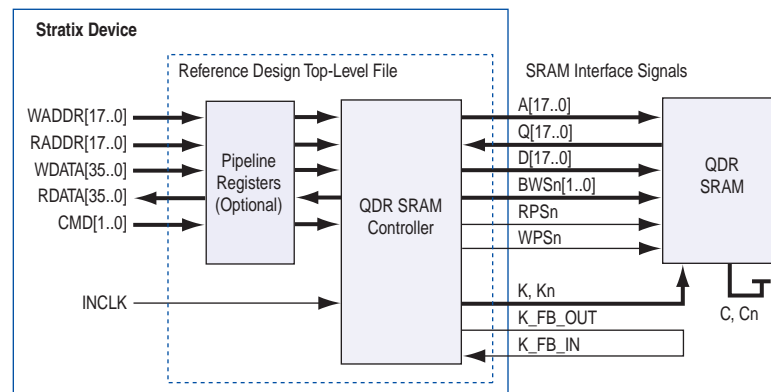 Stratix Device
Reference Design Top-Level File
SRAM Interface Signals
WADDR[17..0]
RADDR[17..0]
WDATA[35..0]
RDATA[35..0]
CMD[1..0]
INCLK
Pipeline
Registers
(Optional)
QDR SRAM
Controller
A[17..0]
Q[17..0]
D[17..0]
BWSn[1..0]
RPSn
WPSn
K, Kn
K_FB_OUT
K_FB_IN
QDR
SRAM
C, Cn